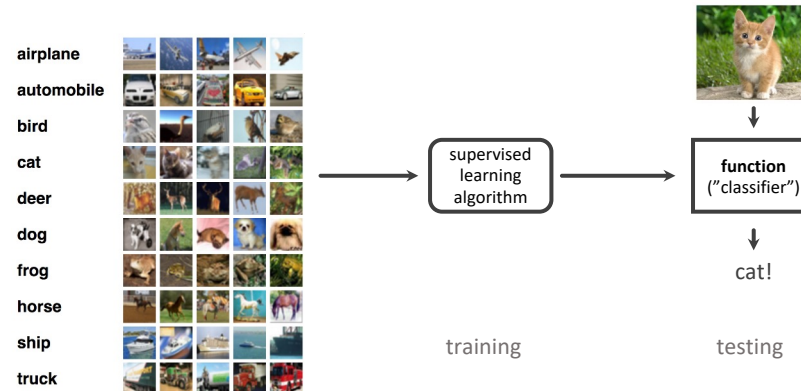 airplane
automobile
bird
cat
deer
dog
frog
horse
ship
truck
supervised
learning
algorithm
function
(”classifier”)
cat!
training
testing